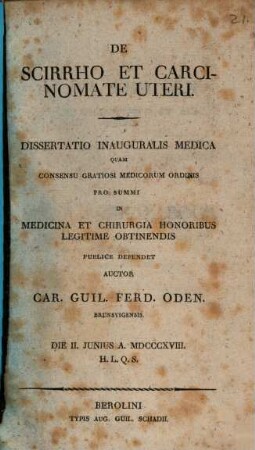 21.
DE
SCIRRHO ET CARCI-
NOMATE UTERI.
DISSERTATIO INAUGURALIS MEDICA
QUAM
CONSENSU GRATIOSI MEDICORUM ORDINIS
PRO SUMMI
IN
MEDICINA ET CHIRURGIA HONORIBUS
LEGITIME OBTINENDIS
PUBLICE DEFENDET
AUCTOR
CAR. GUIL. FERD. ODEN.
BRUNSVIGENSIS.
DIE II. JUNIUS A. MDCCCXVIII.
H. L. Q. S.
BEROLINI
TYPIS AUG. GUIL. SCHADII.